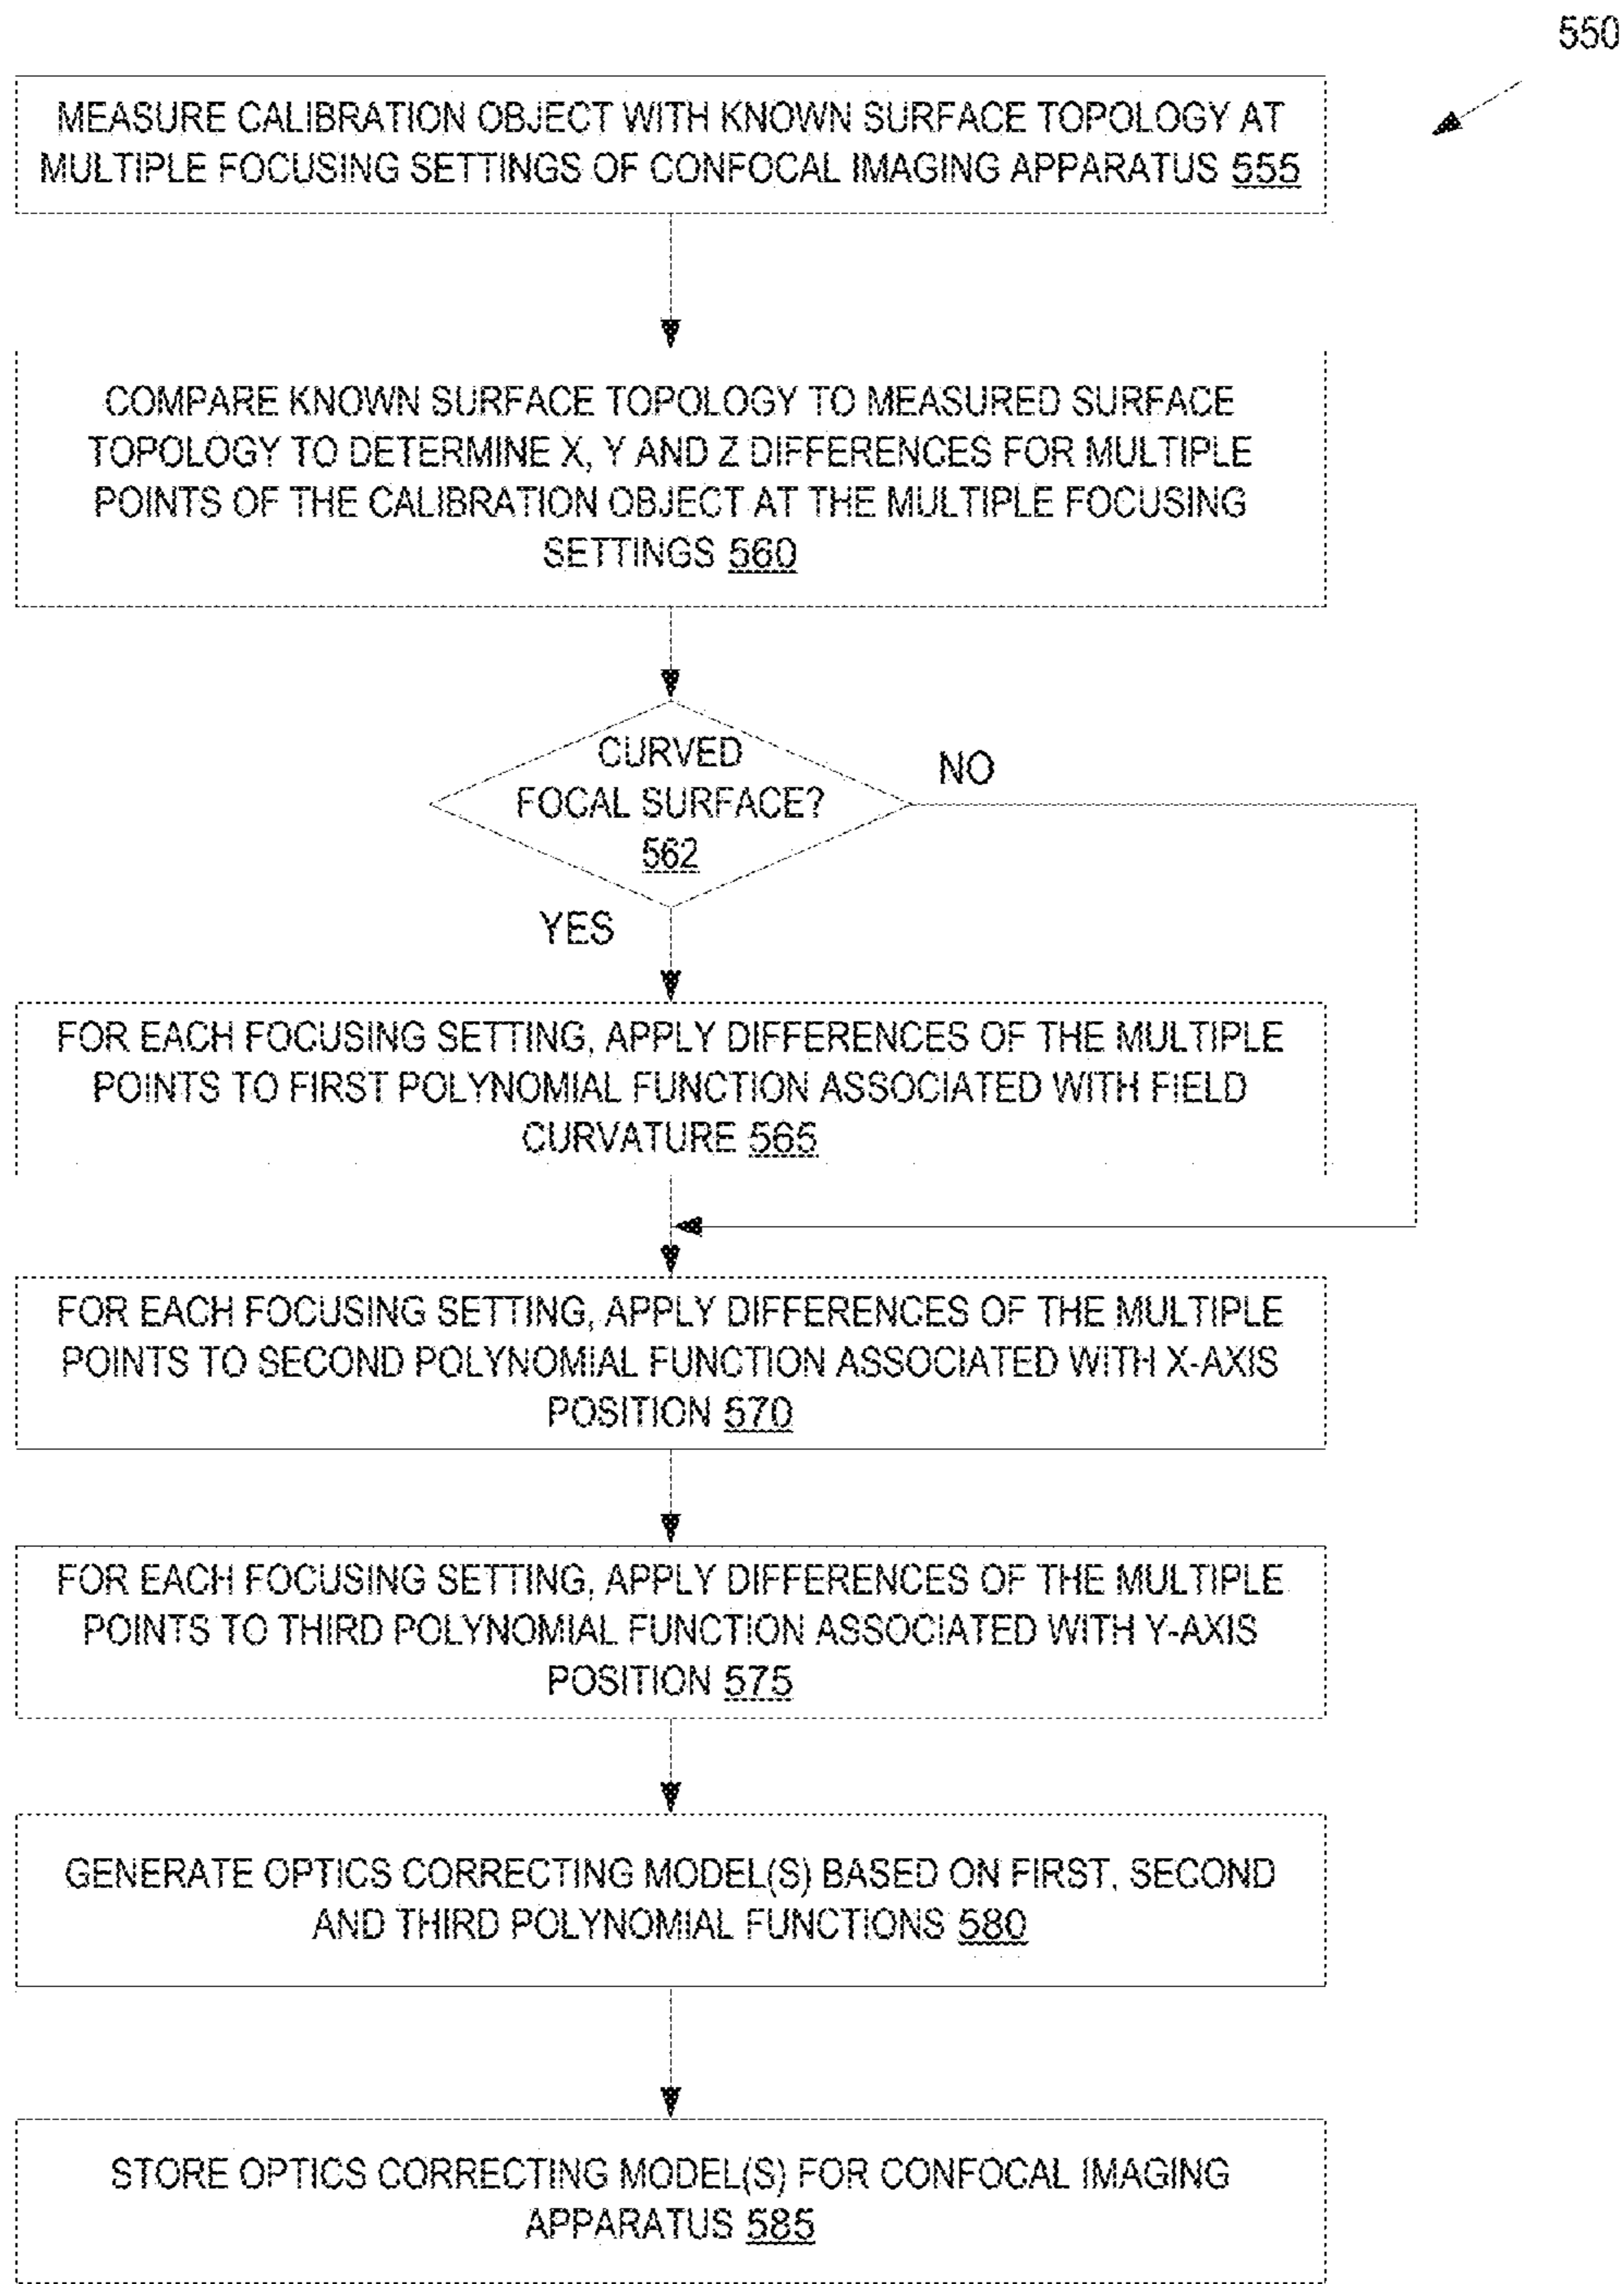 550
MEASURE CALIBRATION OBJECT WITH KNOWN SURFACE TOPOLOGY AT
MULTIPLE FOCUSING SETTINGS OF CONFOCAL IMAGING APPARATUS 555
COMPARE KNOWN SURFACE TOPOLOGY TO MEASURED SURFACE
TOPOLOGY TO DETERMINE X, Y AND Z DIFFERENCES FOR MULTIPLE
POINTS OF THE CALIBRATION OBJECT AT THE MULTIPLE FOCUSING
SETTINGS 560
CURVED
FOCAL SURFACE?
562
NO
YES
FOR EACH FOCUSING SETTING, APPLY DIFFERENCES OF THE MULTIPLE
POINTS TO FIRST POLYNOMIAL FUNCTION ASSOCIATED WITH FIELD
CURVATURE 565
FOR EACH FOCUSING SETTING, APPLY DIFFERENCES OF THE MULTIPLE
POINTS TO SECOND POLYNOMIAL FUNCTION ASSOCIATED WITH X-AXIS
POSITION 570
FOR EACH FOCUSING SETTING, APPLY DIFFERENCES OF THE MULTIPLE
POINTS TO THIRD POLYNOMIAL FUNCTION ASSOCIATED WITH Y-AXIS
POSITION 575
GENERATE OPTICS CORRECTING MODEL(S) BASED ON FIRST, SECOND
AND THIRD POLYNOMIAL FUNCTIONS 580
STORE OPTICS CORRECTING MODEL(S) FOR CONFOCAL IMAGING
APPARATUS 585